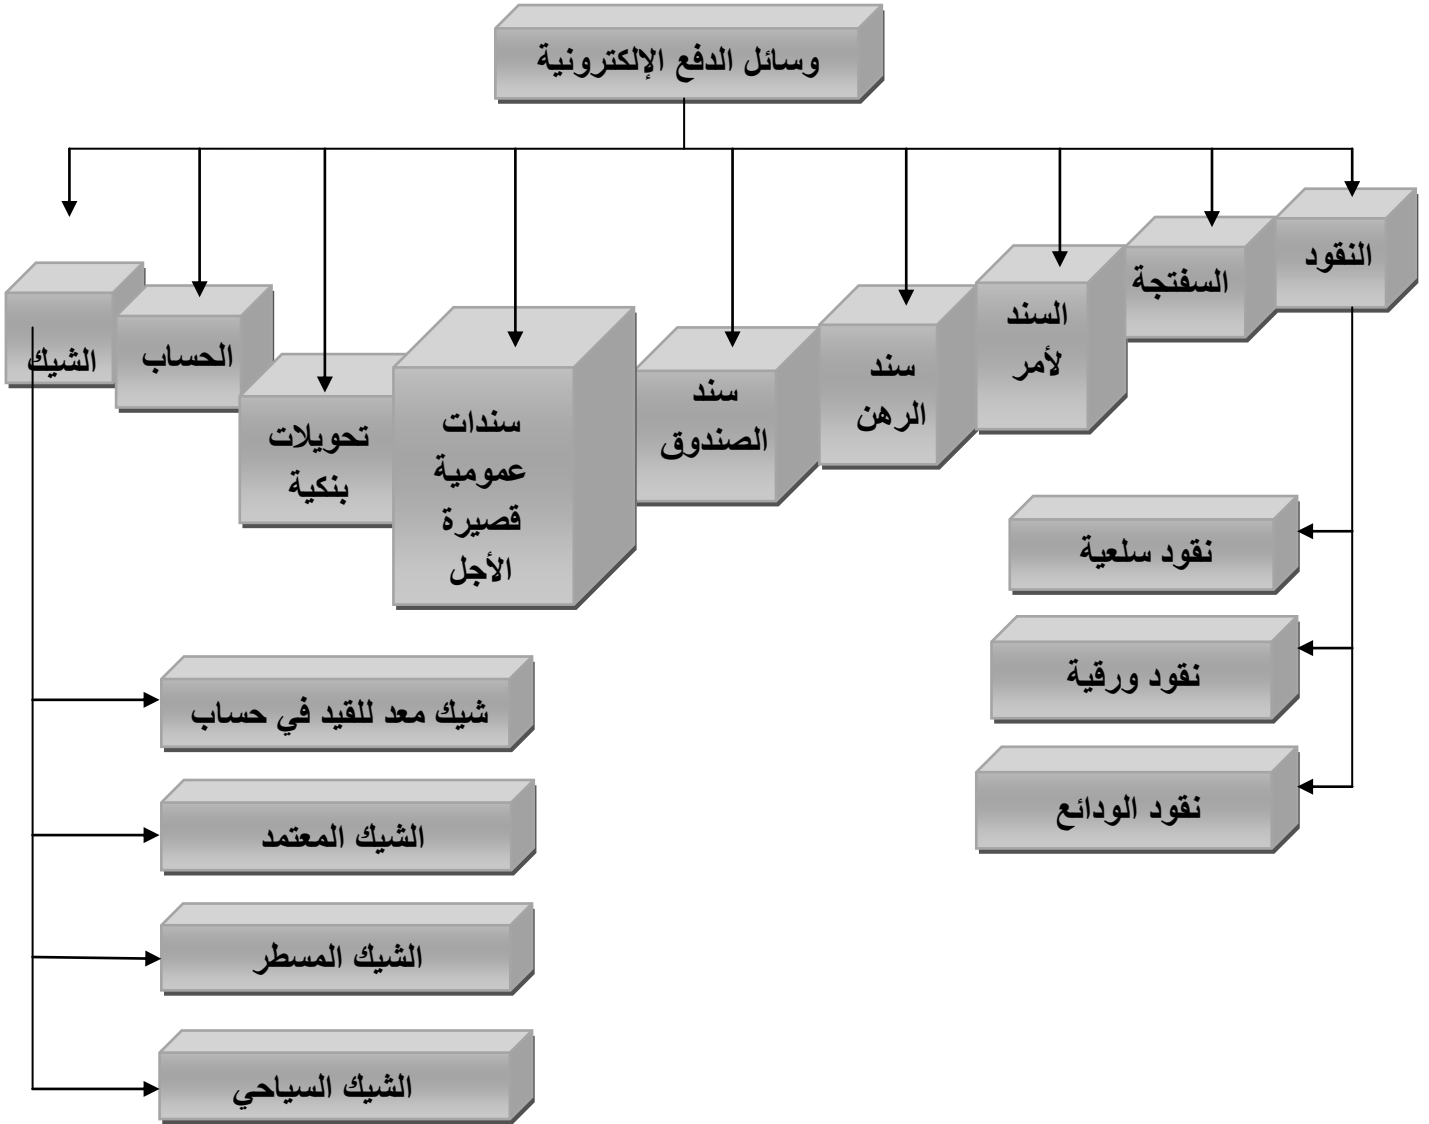 وسائل الدفع الإلكترونية
النقود
السفتجة
السند
لأمر
سند
الرهن
سند
الصندوق
سندات
عمومية
قصيرة
الأجل
تحويلات
بنكية
الحساب
الشيك
نقود سلعية
نقود ورقية
نقود الودائع
شيك معد للقيد في حساب
الشيك المعتمد
الشيك المسطر
الشيك السياحي